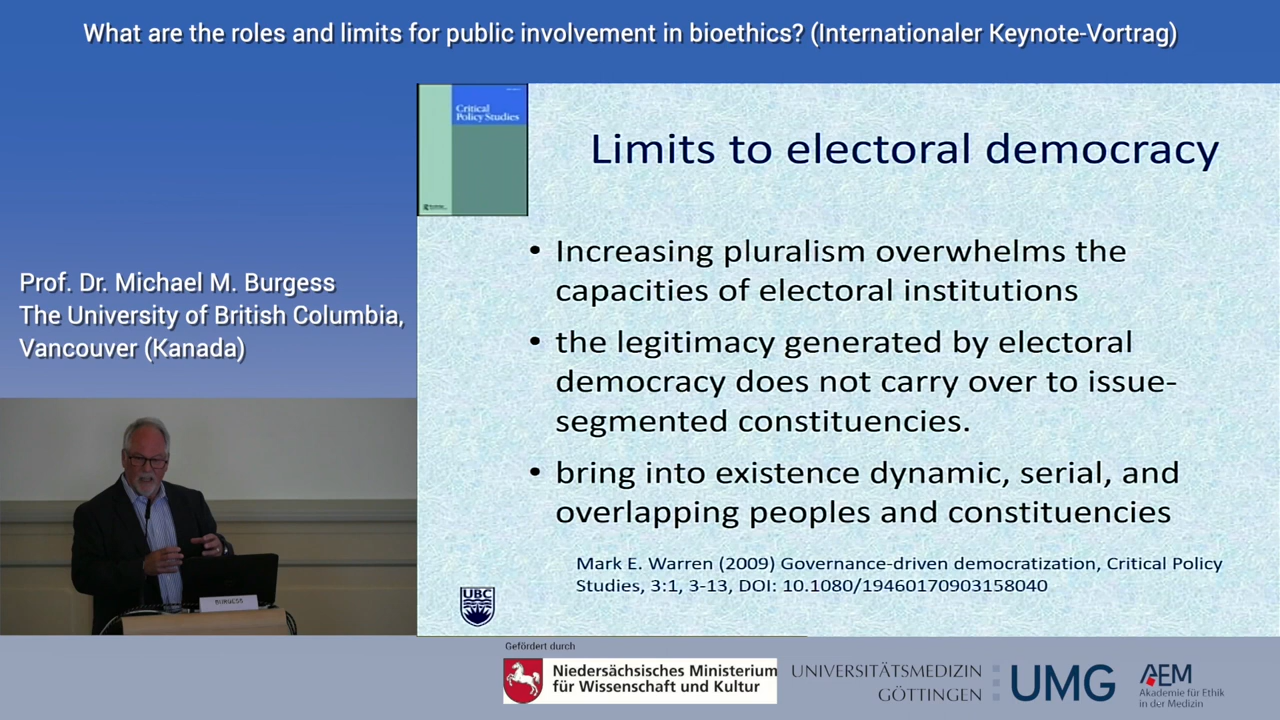 What are the roles and limits for public involvement in bioethics? (Internationaler Keynote-Vortrag)
Prof. Dr. Michael M. Burgess
The University of British Columbia,
Vancouver (Kanada)
BURGESS
Critical
Policy Studies
Limits to electoral democracy
• Increasing pluralism overwhelms the
capacities of electoral institutions
• the legitimacy generated by electoral
democracy does not carry over to issue-
segmented constituencies.
• bring into existence dynamic, serial, and
overlapping peoples and constituencies
Mark E. Warren (2009) Governance-driven democratization, Critical Policy
Studies, 3:1, 3-13, DOI: 10.1080/19460170903158040
UBC
Gefördert durch
Niedersächsisches Ministerium
für Wissenschaft und Kultur
UNIVERSITÄTSMEDIZIN
GÖTTINGEN
UMG
AEM
Akademie für Ethik
in der Medizin